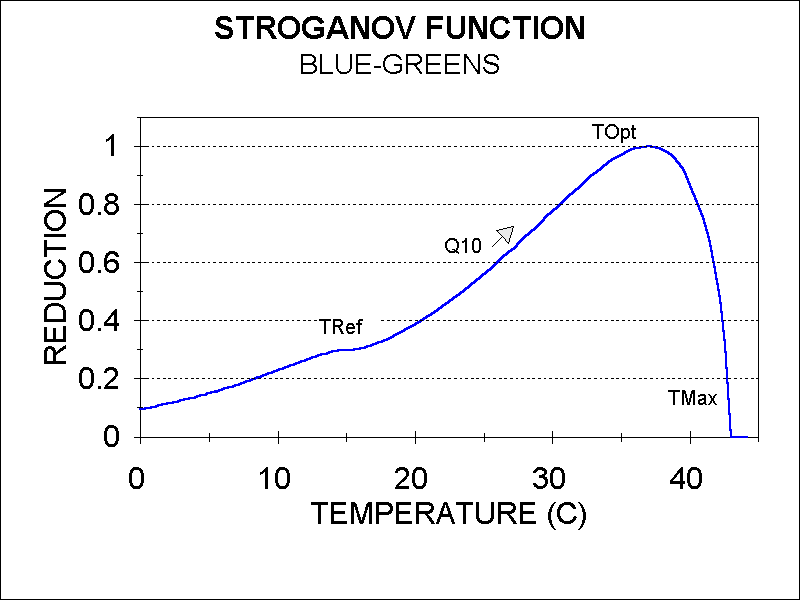 STROGANOV FUNCTION
BLUE-GREENS
REDUCTION
1
0.8
0.6
0.4
0.2
0
TOpt
Q10
TRef
TMax
0 10 20 30 40
TEMPERATURE (C)